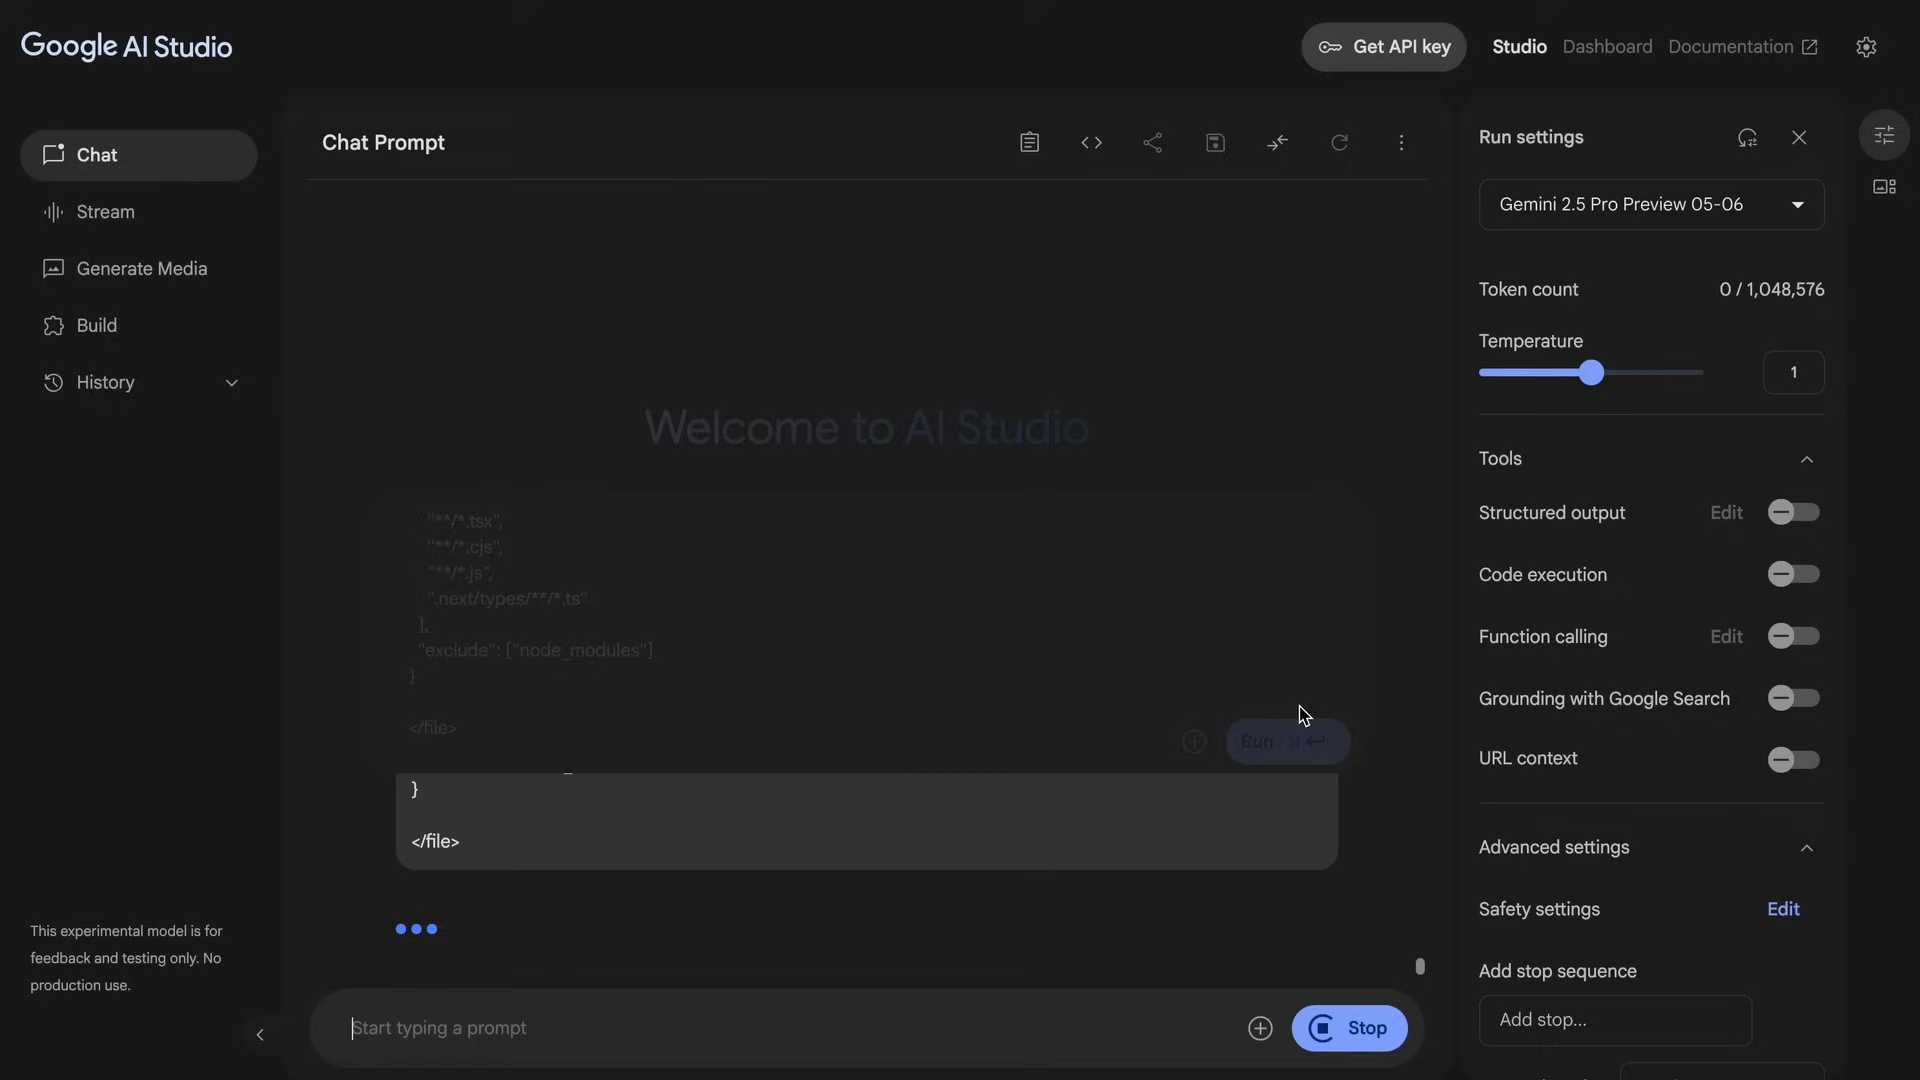 Google AI Studio
Get API key
Studio
Dashboard
Documentation
Chat
Stream
Generate Media
Build
History
This experimental model is for
feedback and testing only. No
production use.
Chat Prompt
Welcome to AI Studio
"**/*.tsx",
"**/*.cjs",
"**/*.js",
".next/types/**/*.ts"
],
"exclude": ["node_modules"]
}
</file>
Run ⌘ ↩
}
</file>
Start typing a prompt
Stop
Run settings
Gemini 2.5 Pro Preview 05-06
Token count
0 / 1,048,576
Temperature
1
Tools
Structured output
Edit
Code execution
Function calling
Edit
Grounding with Google Search
URL context
Advanced settings
Safety settings
Edit
Add stop sequence
Add stop...